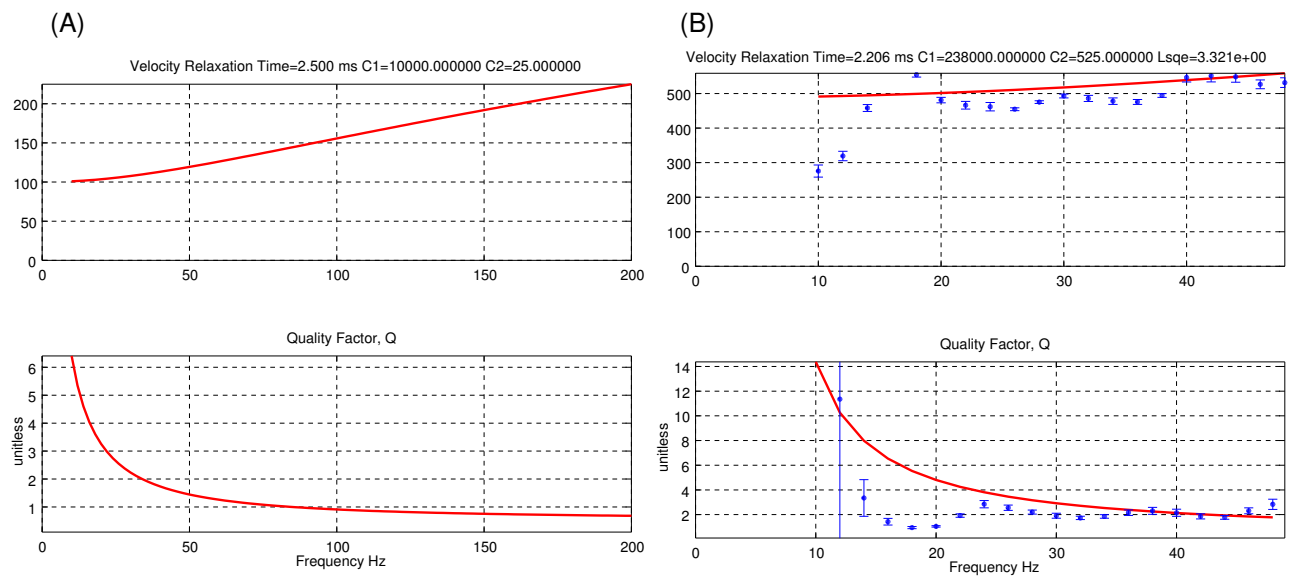 (A)
Velocity Relaxation Time=2.500 ms C1=10000.000000 C2=25.000000
200
150
100
50
0
0 50 100 150 200
Quality Factor, Q
6
5
4
3
2
1
unitless
0 50 100 150 200
Frequency Hz
(B)
Velocity Relaxation Time=2.206 ms C1=238000.000000 C2=525.000000 Lsqe=3.321e+00
500
400
300
200
100
0
0 10 20 30 40
Quality Factor, Q
14
12
10
8
6
4
2
unitless
0 10 20 30 40
Frequency Hz